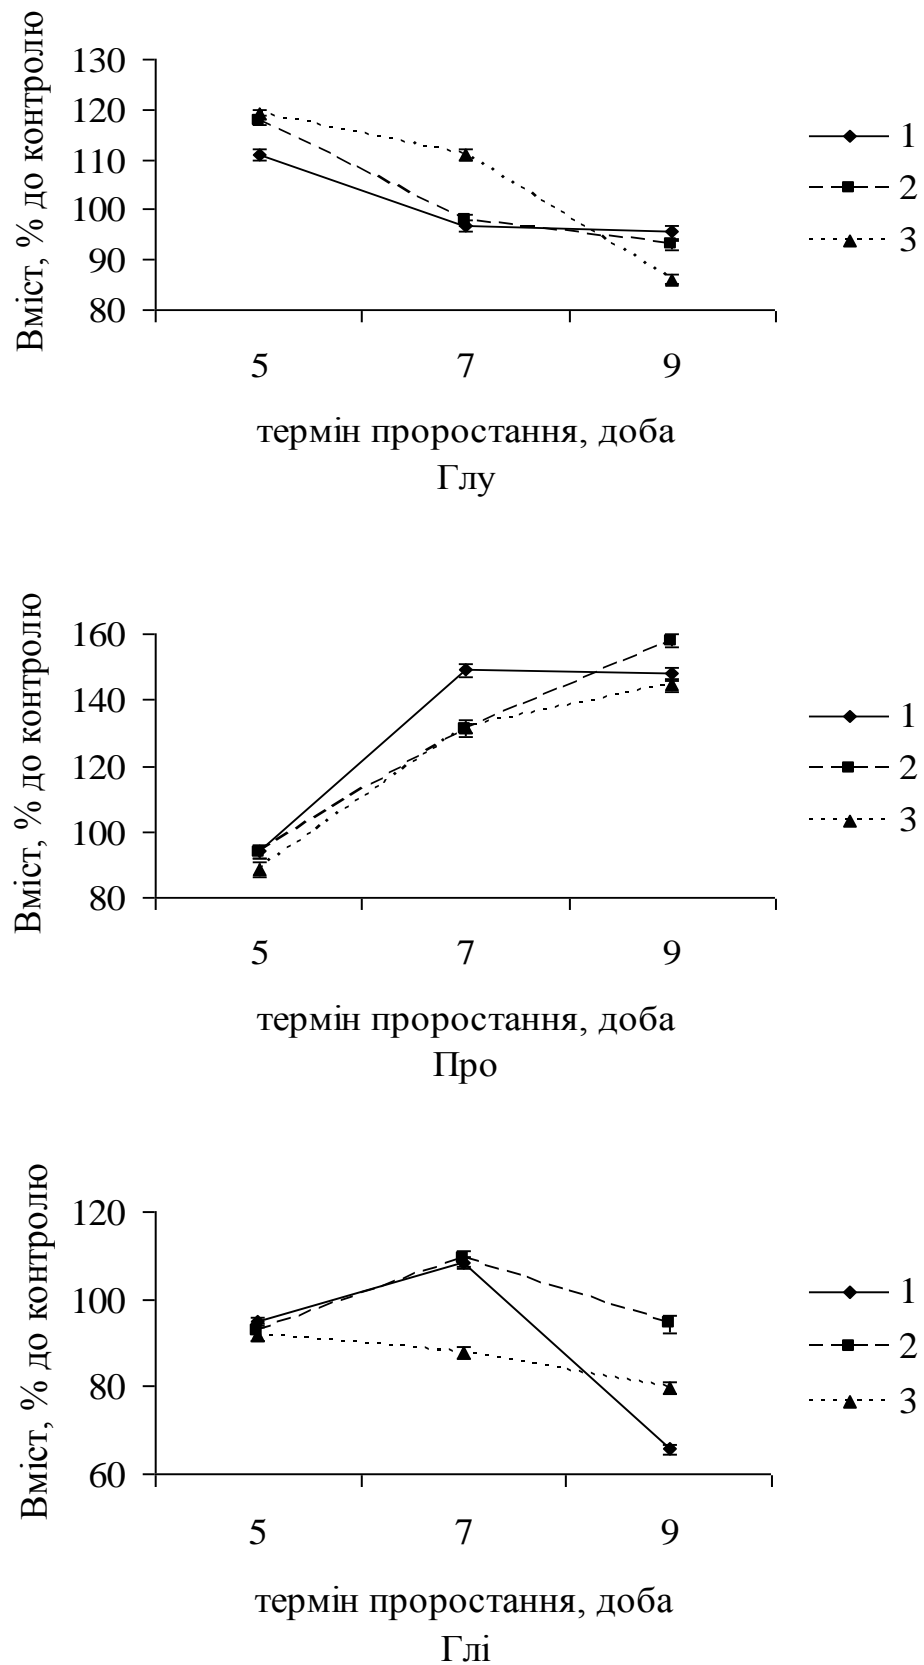 Вміст, % до контролю
130
120
110
100
90
80
5 7 9
термін проростання, доба
Глу
1
2
3
Вміст, % до контролю
160
140
120
100
80
5 7 9
термін проростання, доба
Про
1
2
3
Вміст, % до контролю
120
100
80
60
5 7 9
термін проростання, доба
Глі
1
2
3